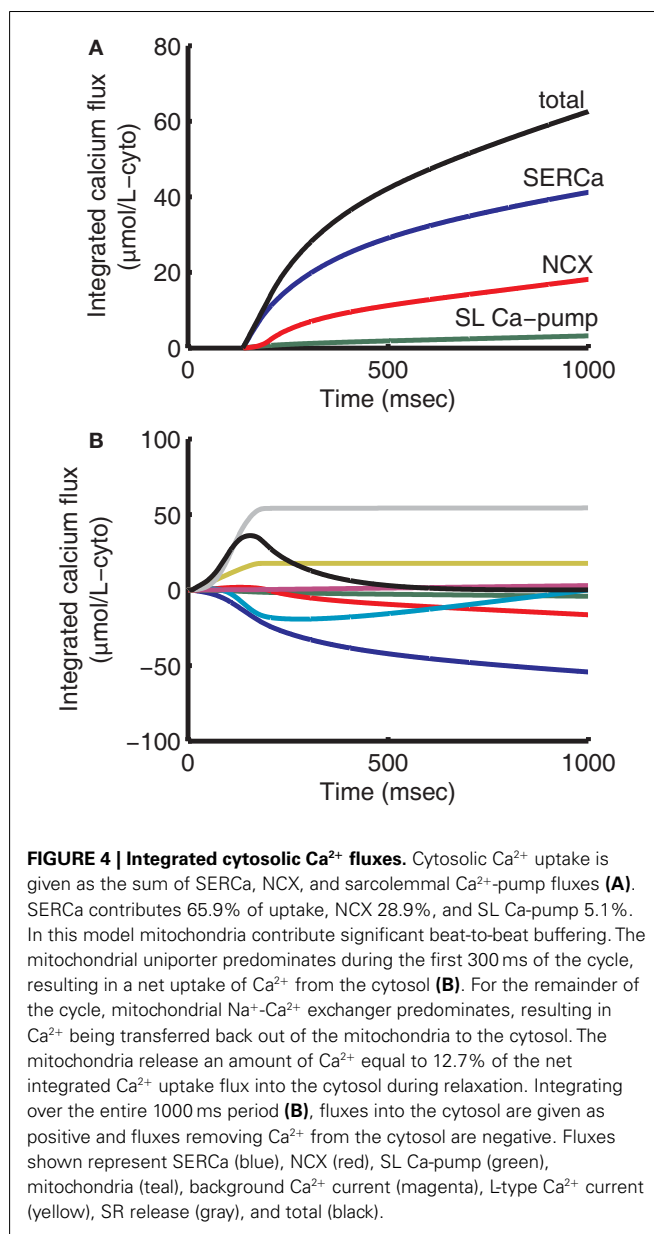 A
80
60
40
20
0
Integrated calcium flux
(μmol/L−cyto)
total
SERCa
NCX
SL Ca−pump
0
500
1000
Time (msec)
B
100
50
0
−50
−100
Integrated calcium flux
(μmol/L−cyto)
0
500
1000
Time (msec)
FIGURE 4 | Integrated cytosolic Ca²⁺ fluxes. Cytosolic Ca²⁺ uptake is
given as the sum of SERCa, NCX, and sarcolemmal Ca²⁺-pump fluxes (A).
SERCa contributes 65.9% of uptake, NCX 28.9%, and SL Ca-pump 5.1%.
In this model mitochondria contribute significant beat-to-beat buffering. The
mitochondrial uniporter predominates during the first 300 ms of the cycle,
resulting in a net uptake of Ca²⁺ from the cytosol (B). For the remainder of
the cycle, mitochondrial Na⁺-Ca²⁺ exchanger predominates, resulting in
Ca²⁺ being transferred back out of the mitochondria to the cytosol. The
mitochondria release an amount of Ca²⁺ equal to 12.7% of the net
integrated Ca²⁺ uptake flux into the cytosol during relaxation. Integrating
over the entire 1000 ms period (B), fluxes into the cytosol are given as
positive and fluxes removing Ca²⁺ from the cytosol are negative. Fluxes
shown represent SERCa (blue), NCX (red), SL Ca-pump (green),
mitochondria (teal), background Ca²⁺ current (magenta), L-type Ca²⁺ current
(yellow), SR release (gray), and total (black).